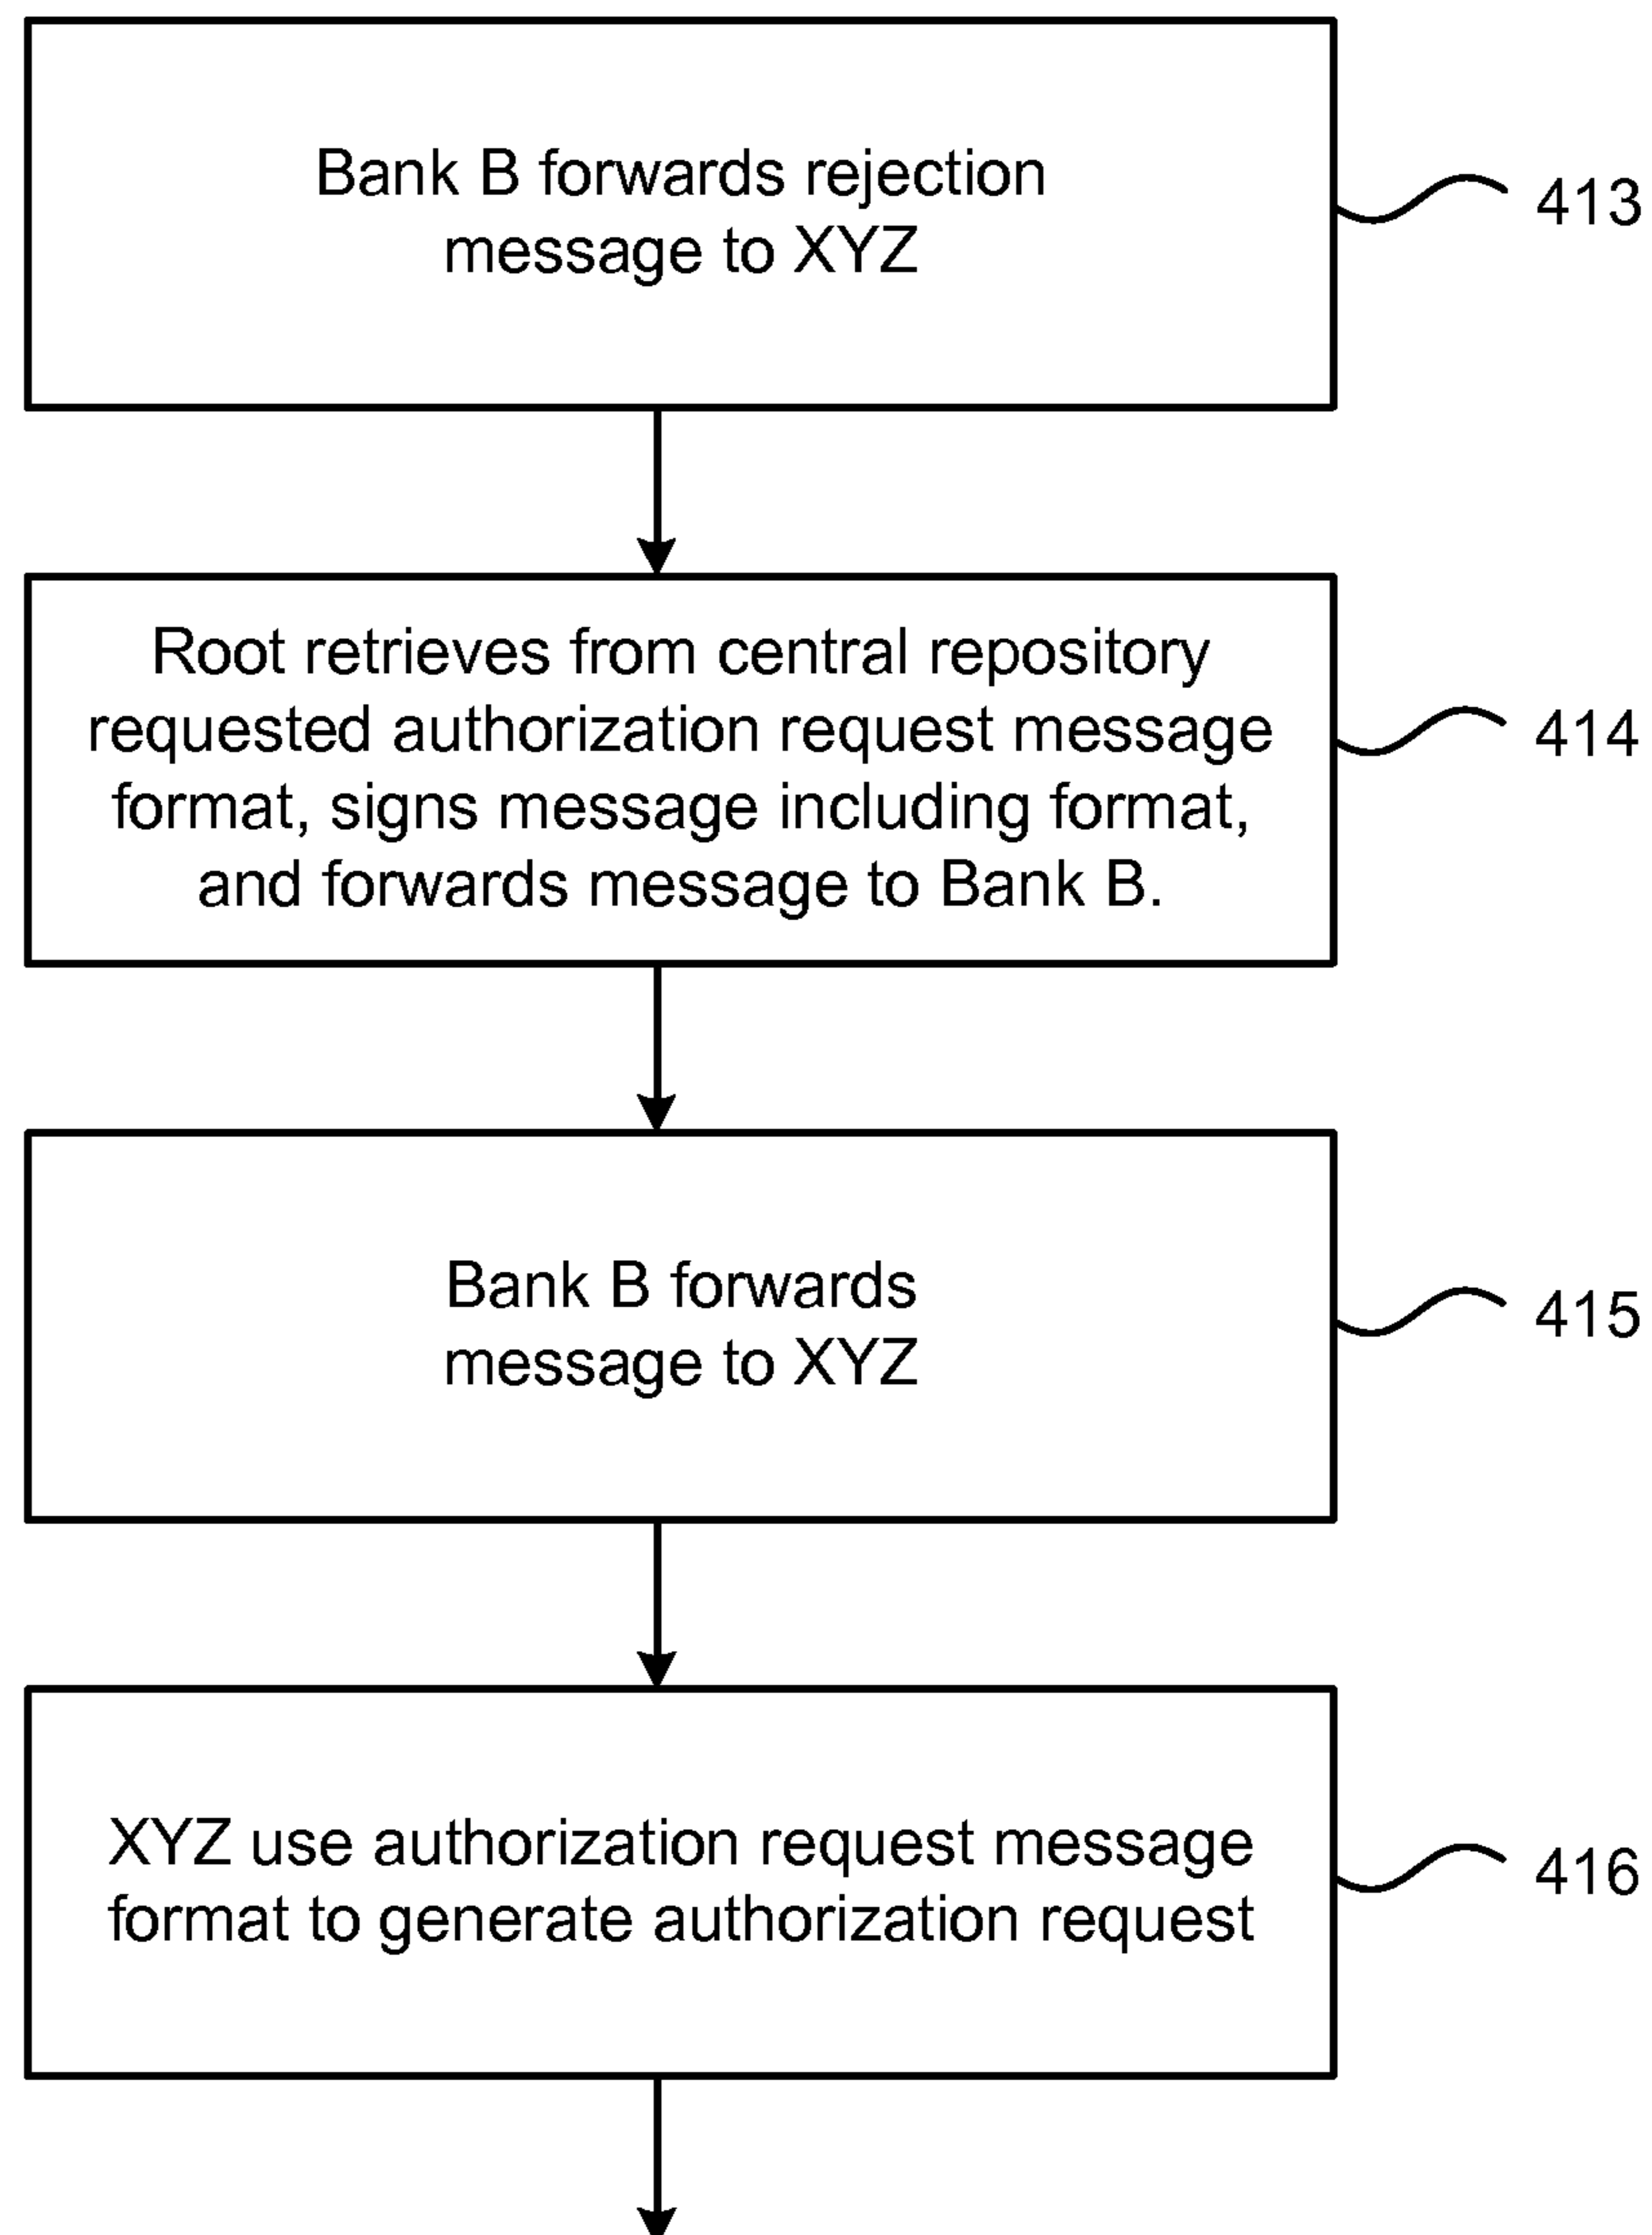 Bank B forwards rejection
message to XYZ
413
Root retrieves from central repository
requested authorization request message
format, signs message including format,
and forwards message to Bank B.
414
Bank B forwards
message to XYZ
415
XYZ use authorization request message
format to generate authorization request
416